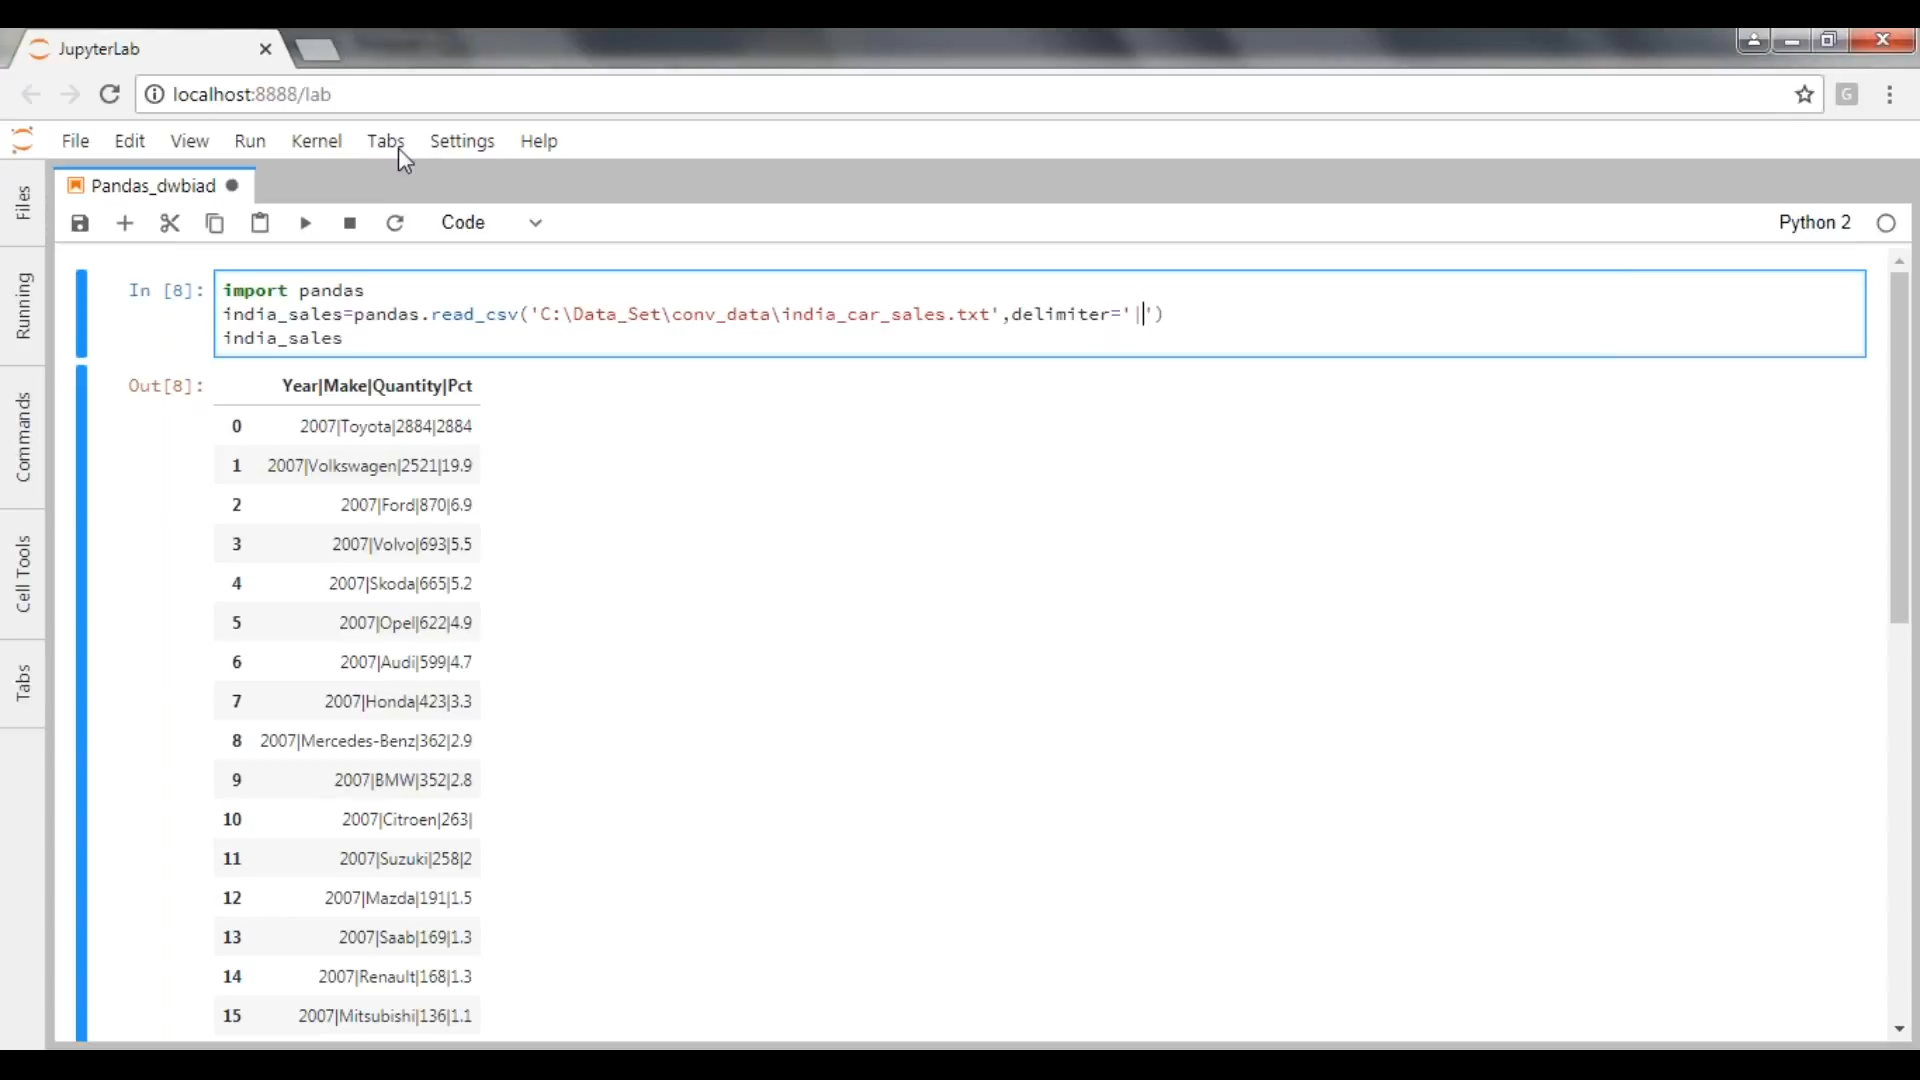 JupyterLab
localhost:8888/lab
G
File Edit View Run Kernel Tabs Settings Help
Pandas_dwbiad
Code
Python 2
Files
Running
Commands
Cell Tools
Tabs
In [8]:
import pandas
india_sales=pandas.read_csv('C:\Data_Set\conv_data\india_car_sales.txt',delimiter='|')
india_sales
Out[8]:
Year|Make|Quantity|Pct
0 2007|Toyota|2884|2884
1 2007|Volkswagen|2521|19.9
2 2007|Ford|870|6.9
3 2007|Volvo|693|5.5
4 2007|Skoda|665|5.2
5 2007|Opel|622|4.9
6 2007|Audi|599|4.7
7 2007|Honda|423|3.3
8 2007|Mercedes-Benz|362|2.9
9 2007|BMW|352|2.8
10 2007|Citroen|263|
11 2007|Suzuki|258|2
12 2007|Mazda|191|1.5
13 2007|Saab|169|1.3
14 2007|Renault|168|1.3
15 2007|Mitsubishi|136|1.1